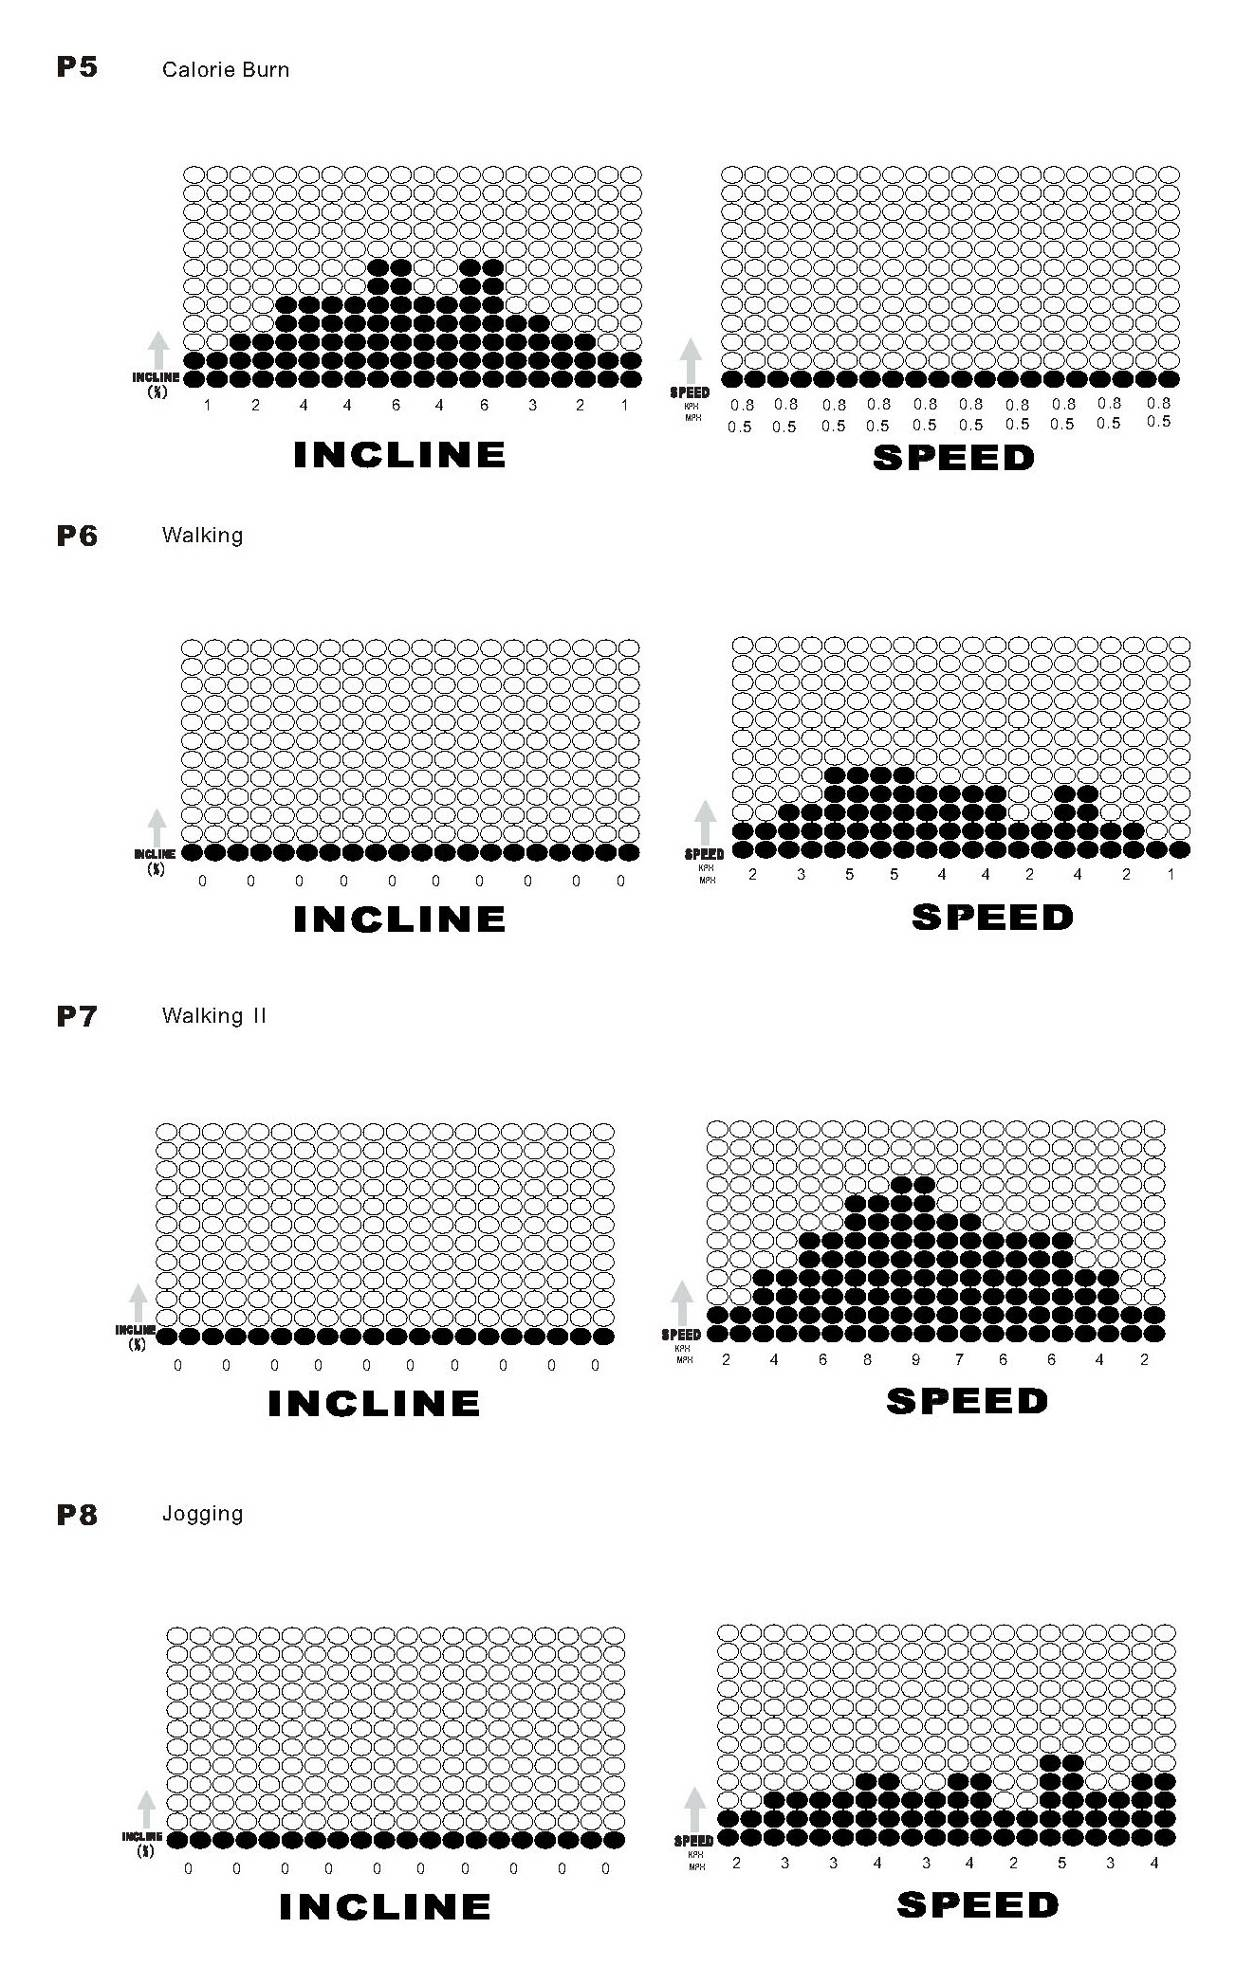 P5 Calorie Burn
INCLINE
(%)
1 2 4 4 6 4 6 3 2 1
INCLINE
SPEED
KPH
MPH
0.8 0.8 0.8 0.8 0.8 0.8 0.8 0.8 0.8 0.8
0.5 0.5 0.5 0.5 0.5 0.5 0.5 0.5 0.5 0.5
SPEED
P6 Walking
INCLINE
(%)
0 0 0 0 0 0 0 0 0 0
INCLINE
SPEED
KPH
MPH
2 3 5 5 4 4 2 4 2 1
SPEED
P7 Walking II
INCLINE
(%)
0 0 0 0 0 0 0 0 0 0
INCLINE
SPEED
KPH
MPH
2 4 6 8 9 7 6 6 4 2
SPEED
P8 Jogging
INCLINE
(%)
0 0 0 0 0 0 0 0 0 0
INCLINE
SPEED
KPH
MPH
2 3 3 4 3 4 2 5 3 4
SPEED